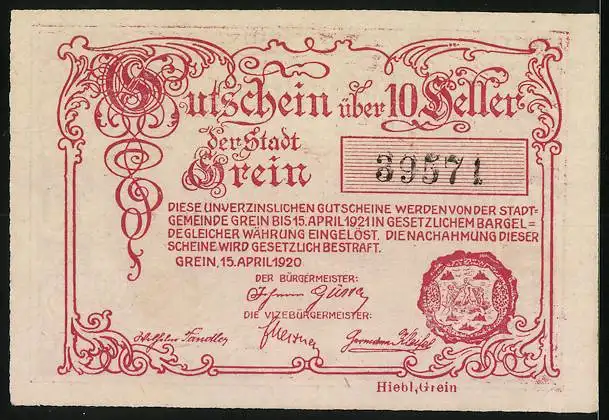 Gutschein über 10 Heller
der Stadt
Grein
39571
DIESE UNVERZINSLICHEN GUTSCHEINE WERDEN VON DER STADT=
GEMEINDE GREIN BIS 15. APRIL 1921 IN GESETZLICHEM BARGEL=
DE GLEICHER WÄHRUNG EINGELÖST. DIE NACHAHMUNG DIESER
SCHEINE WIRD GESETZLICH BESTRAFT.
GREIN, 15. APRIL 1920
DER BÜRGERMEISTER:
Johann
DIE VIZEBÜRGERMEISTER:
Hiebl, Grein